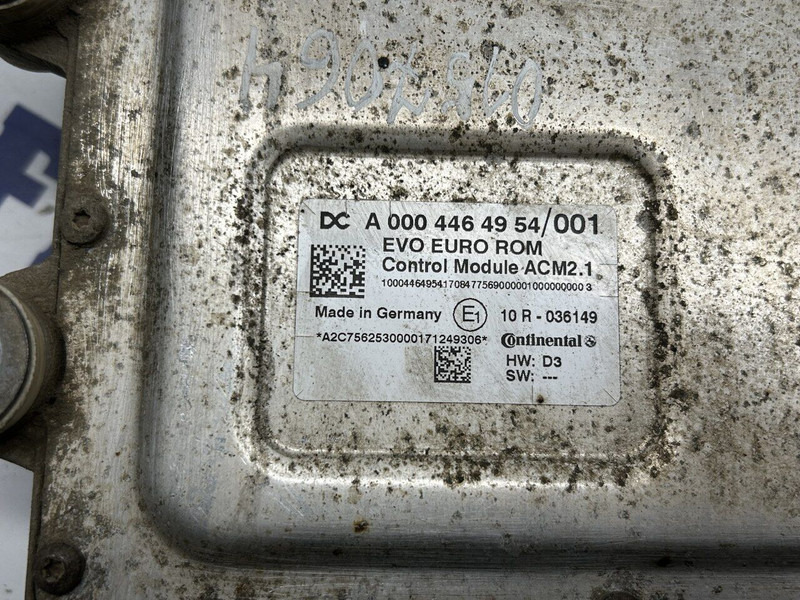 DC A 000 446 49 54/001
EVO EURO ROM
Control Module ACM2.1
Made in Germany E1 10 R - 036149
*A2C7562530000171249306* Continental
HW: D3
SW: ---